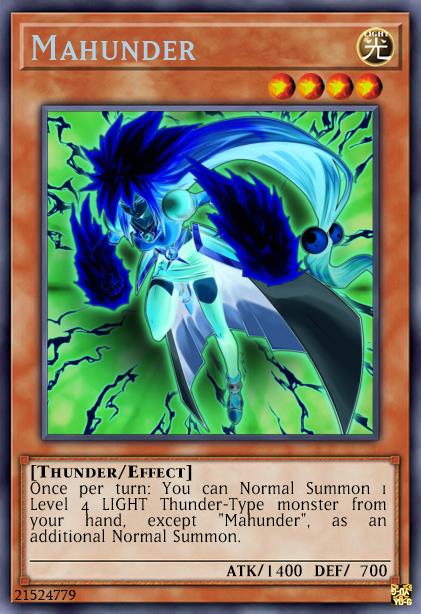 MAHUNDER
LIGHT
光
[THUNDER/EFFECT]
Once per turn: You can Normal Summon 1
Level 4 LIGHT Thunder-Type monster from
your hand, except "Mahunder", as an
additional Normal Summon.
ATK/1400 DEF/ 700
21524779